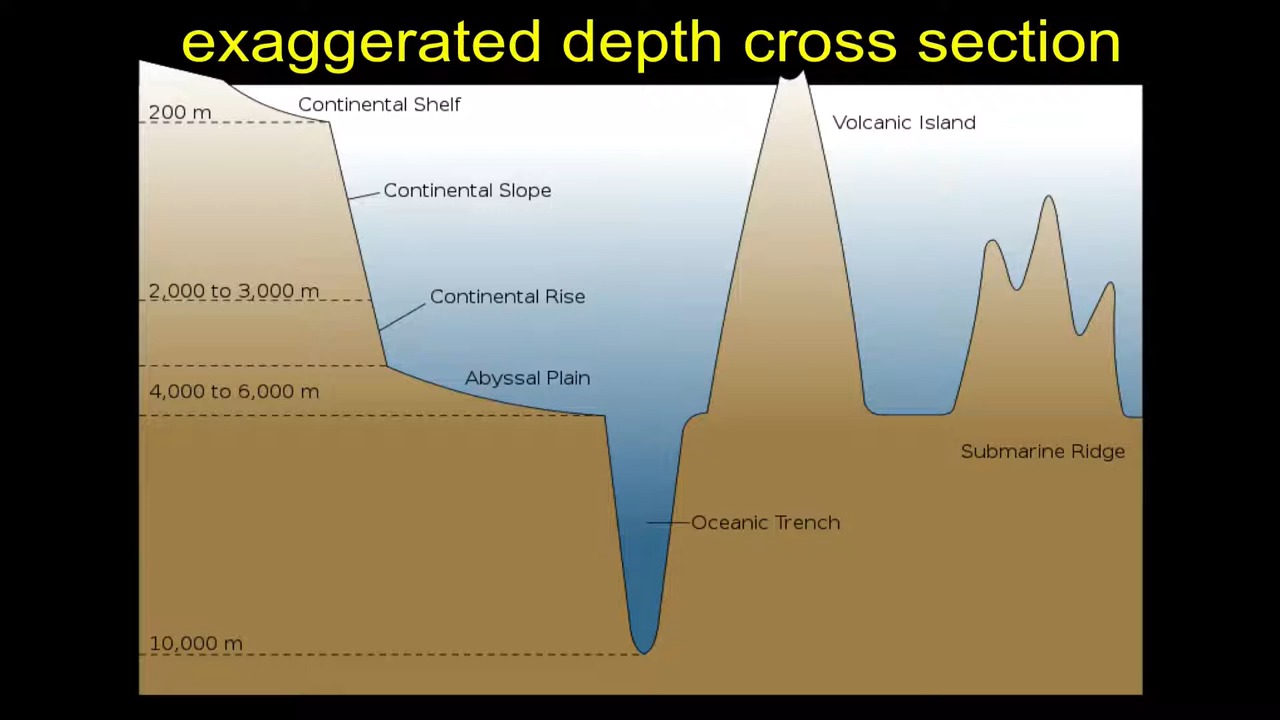 exaggerated depth cross section
Continental Shelf
200 m
Volcanic Island
Continental Slope
2,000 to 3,000 m
Continental Rise
Abyssal Plain
4,000 to 6,000 m
Submarine Ridge
Oceanic Trench
10,000 m